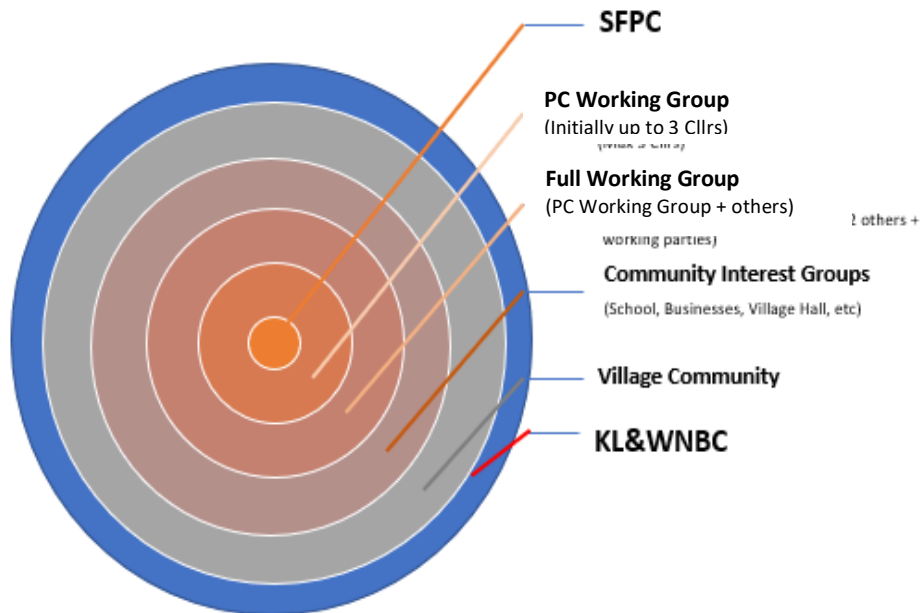 SFPC
PC Working Group
(Initially up to 3 Cllrs)
Full Working Group
(PC Working Group + others)
others +
working parties)
Community Interest Groups
(School, Businesses, Village Hall, etc)
Village Community
KL&WNBC